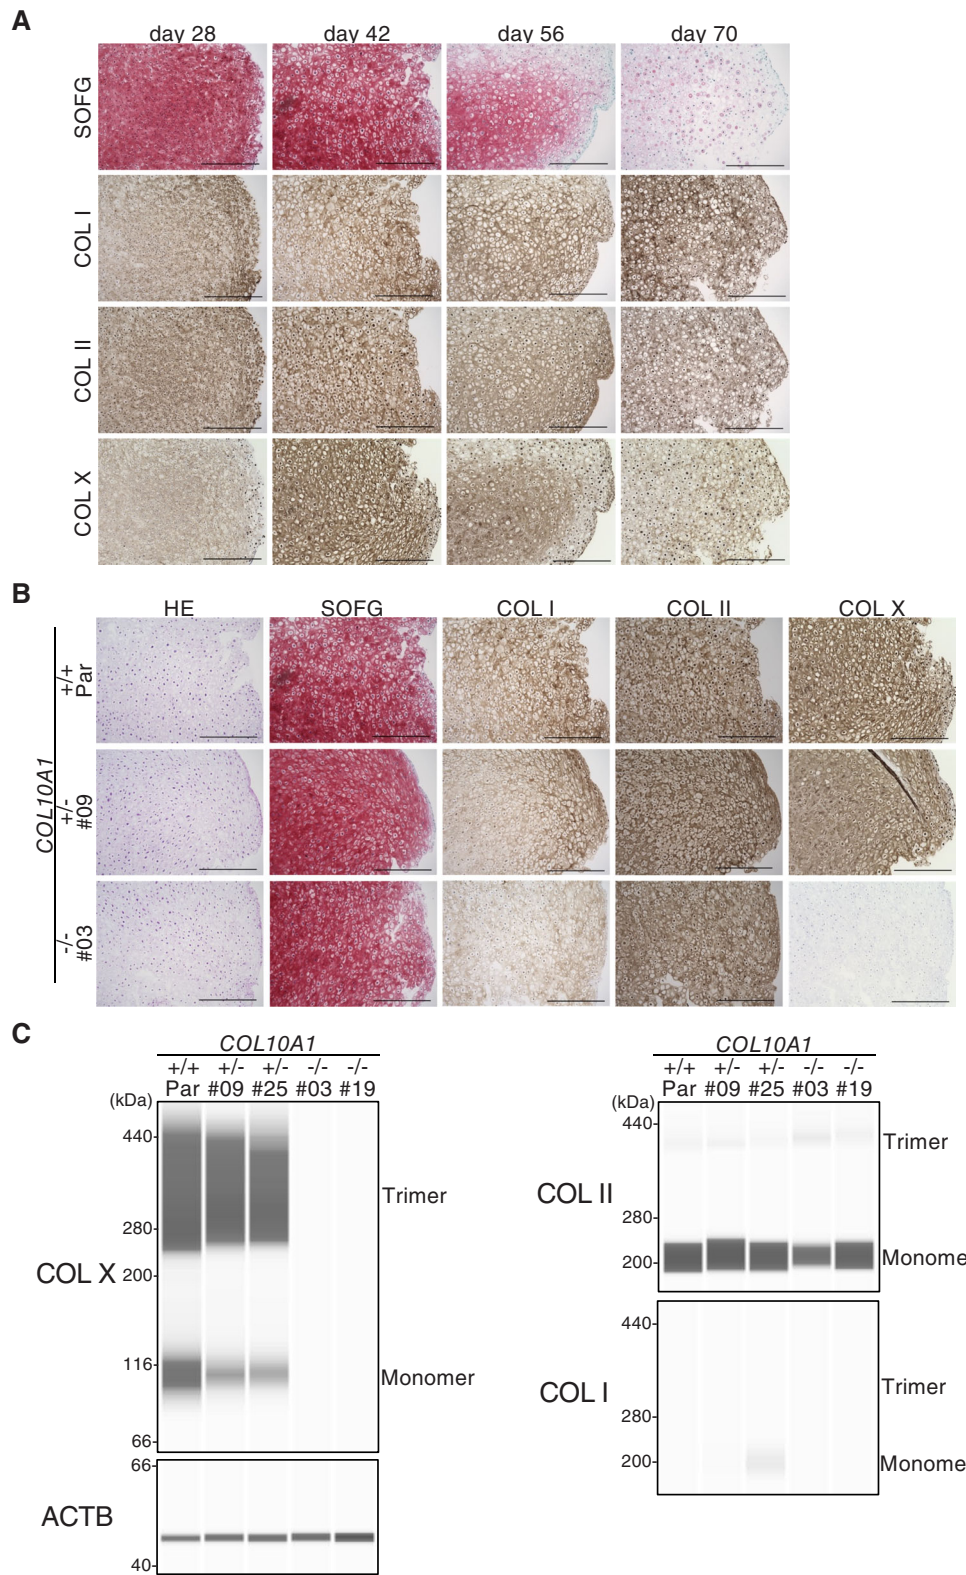 A
day 28 day 42 day 56 day 70
SOFG
COL I
COL II
COL X
B
HE SOFG COL I COL II COL X
COL10A1
+/+ Par
+/- #09
-/- #03
C
COL10A1
+/+ +/- +/- -/- -/-
Par #09 #25 #03 #19
(kDa)
440
Trimer
280
200
COL X
116
Monomer
66
66
ACTB
40
COL10A1
+/+ +/- +/- -/- -/-
Par #09 #25 #03 #19
(kDa)
440
Trimer
COL II
280
200
Monome
440
Trimer
COL I
280
200
Monome